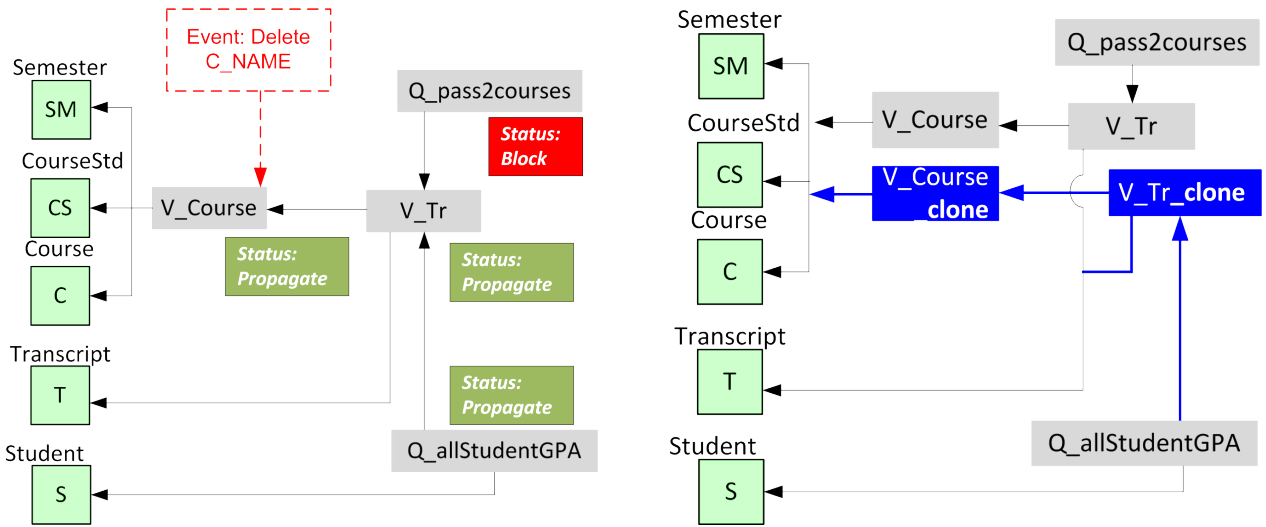 Event: Delete
C_NAME
Semester
SM
Q_pass2courses
Status:
Block
CourseStd
CS
V_Course
V_Tr
Course
C
Status:
Propagate
Status:
Propagate
Transcript
T
Status:
Propagate
Q_allStudentGPA
Student
S
Semester
SM
Q_pass2courses
V_Course
V_Tr
CourseStd
CS
V_Course
_clone
V_Tr_clone
Course
C
Transcript
T
Q_allStudentGPA
Student
S